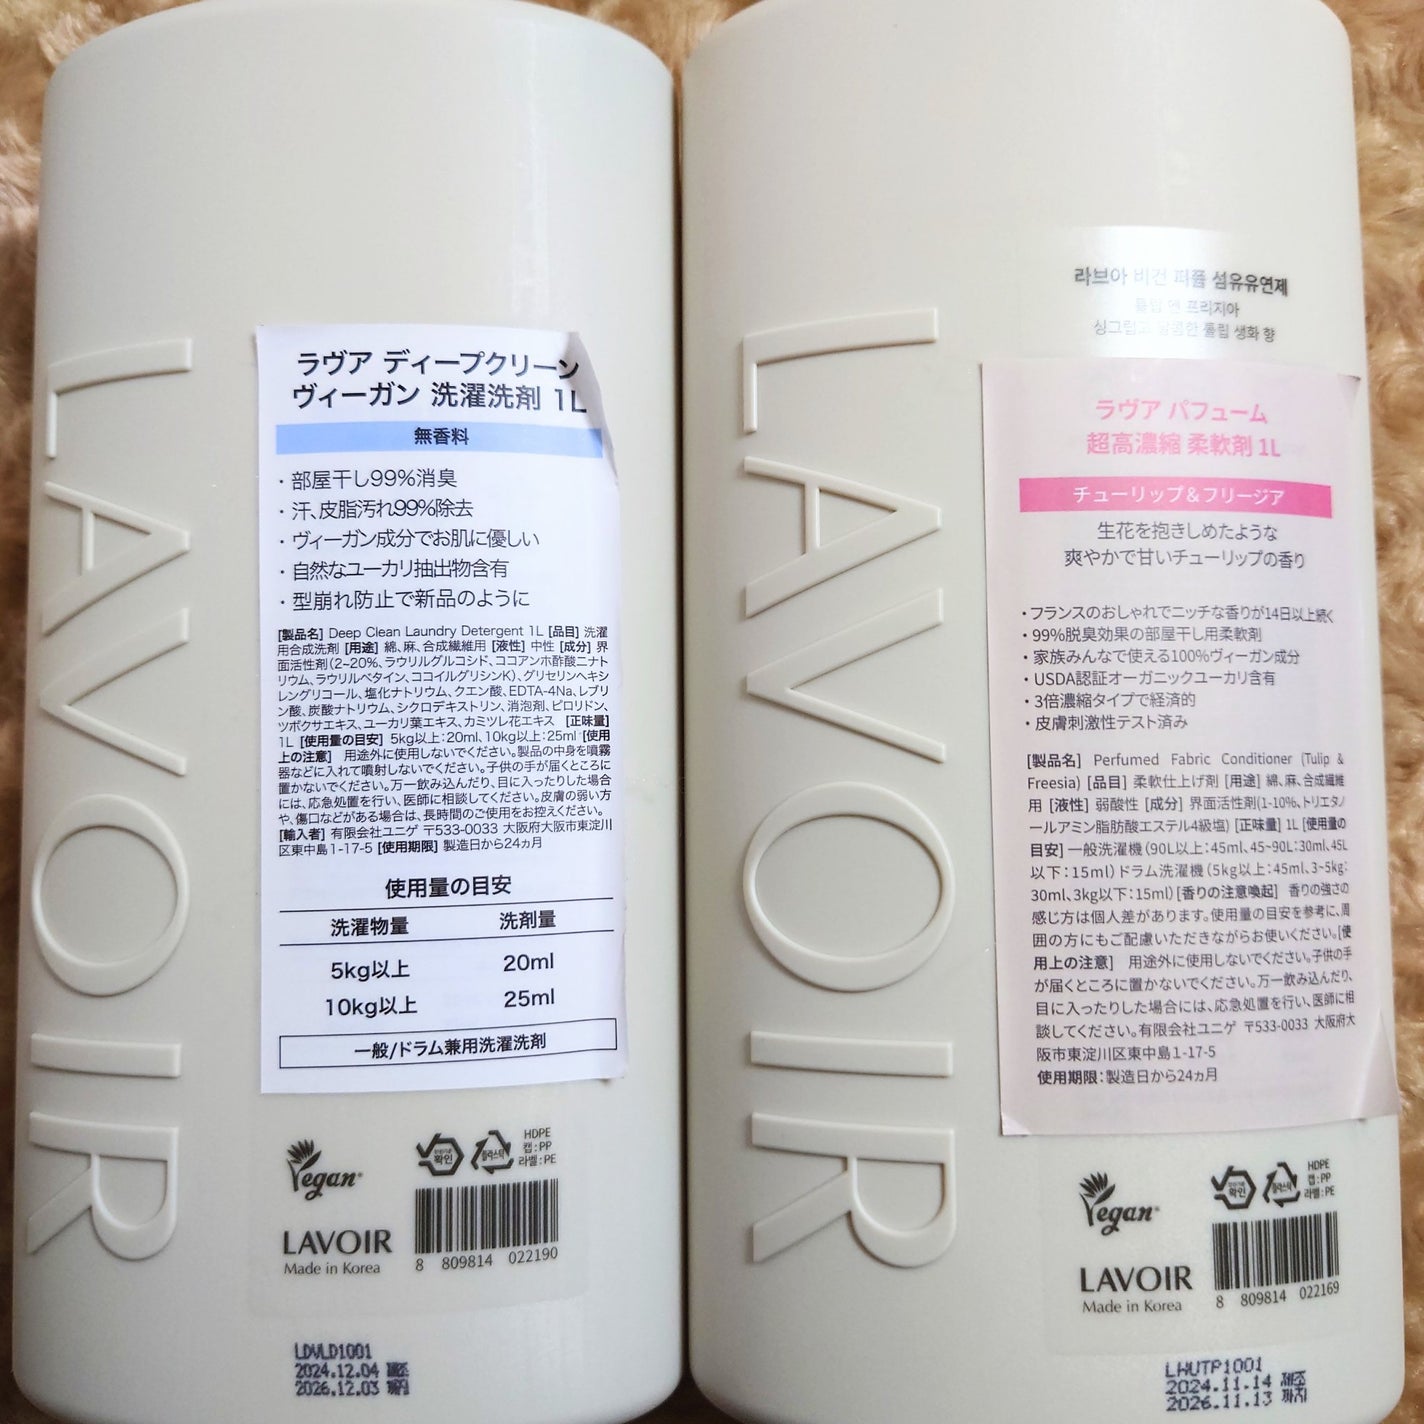 LAVOIR
ラヴア ディープクリーン
ヴィーガン 洗濯洗剤 1L
無香料
・部屋干し99%消臭
・汗、皮脂汚れ99%除去
・ヴィーガン成分でお肌に優しい
・自然なユーカリ抽出物含有
・型崩れ防止で新品のように
[製品名] Deep Clean Laundry Detergent 1L [品目] 洗濯
用合成洗剤 [用途] 綿、麻、合成繊維用 [液性] 中性 [成分] 界
面活性剤(2~20%、ラウリルグルコシド、ココアンホ酢酸ニナト
リウム、ラウリルベタイン、ココイルグリシンK)、グリセリンヘキシ
レングリコール、塩化ナトリウム、クエン酸、EDTA-4Na、レブリ
ン酸、炭酸ナトリウム、シクロデキストリン、消泡剤、ピロリドン、
ツボクサエキス、ユーカリ葉エキス、カミツレ花エキス [正味量]
1L [使用量の目安] 5kg以上:20ml、10kg以上:25ml [使用
上の注意] 用途外に使用しないでください。製品の中身を噴霧
器などに入れて噴射しないでください。子供の手が届くところに
置かないでください。万一飲み込んだり、目に入ったりした場合
には、応急処置を行い、医師に相談してください。皮膚の弱い方
や、傷口などがある場合は、長時間のご使用をお控えください。
[輸入者] 有限会社ユニゲ 〒533-0033 大阪府大阪市東淀川
区東中島1-17-5 [使用期限] 製造日から24ヵ月
使用量の目安
洗濯物量 洗剤量
5kg以上 20ml
10kg以上 25ml
一般/ドラム兼用洗濯洗剤
Vegan
확인
플라스틱
HDPE
캡:PP
라벨:PE
LAVOIR
Made in Korea
8 809814 022190
LDVLD1001
2024.12.04 제조
2026.12.03 까지
LAVOIR
라브아 비건 퍼퓸 섬유유연제
튤립 앤 프리지아
싱그럽고 달콤한 튤립 생화 향
ラヴア パフューム
超高濃縮 柔軟剤 1L
チューリップ&フリージア
生花を抱きしめたような
爽やかで甘いチューリップの香り
・フランスのおしゃれでニッチな香りが14日以上続く
・99%脱臭効果の部屋干し用柔軟剤
・家族みんなで使える100%ヴィーガン成分
・USDA認証オーガニックユーカリ含有
・3倍濃縮タイプで経済的
・皮膚刺激性テスト済み
[製品名] Perfumed Fabric Conditioner (Tulip &
Freesia) [品目] 柔軟仕上げ剤 [用途] 綿、麻、合成繊維
用 [液性] 弱酸性 [成分] 界面活性剤(1-10%、トリエタノ
ールアミン脂肪酸エステル4級塩) [正味量] 1L [使用量の
目安] 一般洗濯機 (90L以上:45ml、45~90L:30ml、45L
以下:15ml) ドラム洗濯機 (5kg以上:45ml、3~5kg:
30ml、3kg以下:15ml) [香りの注意喚起] 香りの強さの
感じ方は個人差があります。使用量の目安を参考に、周
囲の方にもご配慮いただきながらお使いください。[使
用上の注意] 用途外に使用しないでください。子供の手
が届くところに置かないでください。万一飲み込んだり、
目に入ったりした場合には、応急処置を行い、医師に相
談してください。有限会社ユニゲ 〒533-0033 大阪府大
阪市東淀川区東中島1-17-5
使用期限:製造日から24ヵ月
Vegan
확인
플라스틱
HDPE
캡:PP
라벨:PE
LAVOIR
Made in Korea
8 809814 022169
LWUTP1001
2024.11.14 제조
2026.11.13 까지